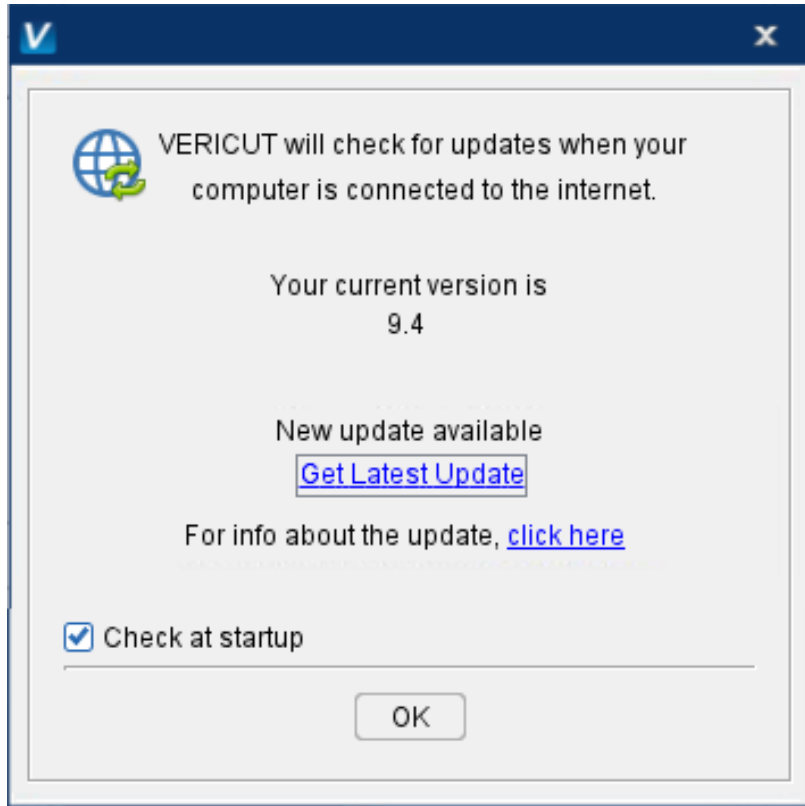 V
x
VERICUT will check for updates when your
computer is connected to the internet.
Your current version is
9.4
New update available
Get Latest Update
For info about the update, click here
Check at startup
OK